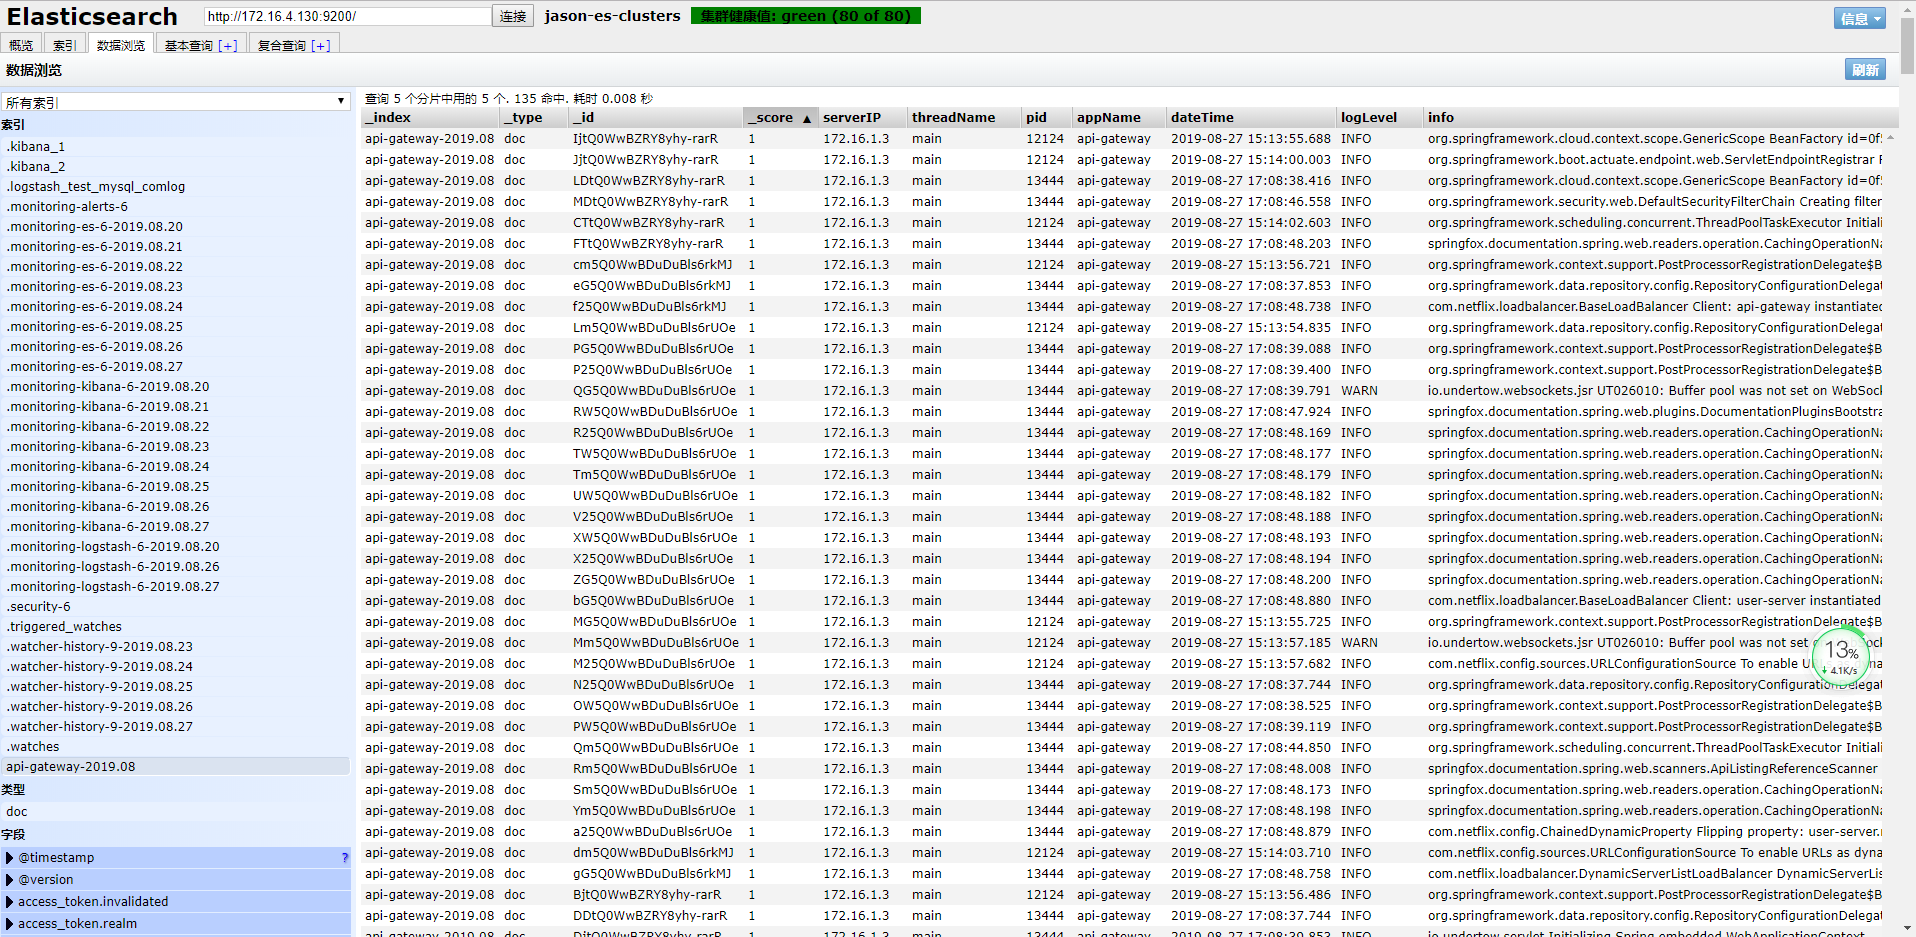 Elasticsearch http://172.16.4.130:9200/ 连接 jason-es-clusters 集群健康值: green (80 of 80) 信息
概览 索引 数据浏览 基本查询 [+] 复合查询 [+]
数据浏览 刷新
所有索引
索引
.kibana_1
.kibana_2
.logstash_test_mysql_comlog
.monitoring-alerts-6
.monitoring-es-6-2019.08.20
.monitoring-es-6-2019.08.21
.monitoring-es-6-2019.08.22
.monitoring-es-6-2019.08.23
.monitoring-es-6-2019.08.24
.monitoring-es-6-2019.08.25
.monitoring-es-6-2019.08.26
.monitoring-es-6-2019.08.27
.monitoring-kibana-6-2019.08.20
.monitoring-kibana-6-2019.08.21
.monitoring-kibana-6-2019.08.22
.monitoring-kibana-6-2019.08.23
.monitoring-kibana-6-2019.08.24
.monitoring-kibana-6-2019.08.25
.monitoring-kibana-6-2019.08.26
.monitoring-kibana-6-2019.08.27
.monitoring-logstash-6-2019.08.20
.monitoring-logstash-6-2019.08.26
.monitoring-logstash-6-2019.08.27
.security-6
.triggered_watches
.watcher-history-9-2019.08.23
.watcher-history-9-2019.08.24
.watcher-history-9-2019.08.25
.watcher-history-9-2019.08.26
.watcher-history-9-2019.08.27
.watches
api-gateway-2019.08
类型
doc
字段
@timestamp ?
@version
access_token.invalidated
access_token.realm
查询 5 个分片中用的 5 个. 135 命中. 耗时 0.008 秒
_index _type _id _score ▲ serverIP threadName pid appName dateTime logLevel info
api-gateway-2019.08 doc IjtQ0WwBZRY8yhy-rarR 1 172.16.1.3 main 12124 api-gateway 2019-08-27 15:13:55.688 INFO org.springframework.cloud.context.scope.GenericScope BeanFactory id=0f
api-gateway-2019.08 doc JjtQ0WwBZRY8yhy-rarR 1 172.16.1.3 main 12124 api-gateway 2019-08-27 15:14:00.003 INFO org.springframework.boot.actuate.endpoint.web.ServletEndpointRegistrar
api-gateway-2019.08 doc LDtQ0WwBZRY8yhy-rarR 1 172.16.1.3 main 13444 api-gateway 2019-08-27 17:08:38.416 INFO org.springframework.cloud.context.scope.GenericScope BeanFactory id=0f
api-gateway-2019.08 doc MDtQ0WwBZRY8yhy-rarR 1 172.16.1.3 main 13444 api-gateway 2019-08-27 17:08:46.558 INFO org.springframework.security.web.DefaultSecurityFilterChain Creating filter
api-gateway-2019.08 doc CTtQ0WwBZRY8yhy-rarR 1 172.16.1.3 main 12124 api-gateway 2019-08-27 15:14:02.603 INFO org.springframework.scheduling.concurrent.ThreadPoolTaskExecutor Initiali
api-gateway-2019.08 doc FTtQ0WwBZRY8yhy-rarR 1 172.16.1.3 main 13444 api-gateway 2019-08-27 17:08:48.203 INFO springfox.documentation.spring.web.readers.operation.CachingOperationNa
api-gateway-2019.08 doc cm5Q0WwBDuDuBls6rkMJ 1 172.16.1.3 main 12124 api-gateway 2019-08-27 15:13:56.721 INFO org.springframework.context.support.PostProcessorRegistrationDelegate$B
api-gateway-2019.08 doc eG5Q0WwBDuDuBls6rkMJ 1 172.16.1.3 main 13444 api-gateway 2019-08-27 17:08:37.853 INFO org.springframework.data.repository.config.RepositoryConfigurationDelegat
api-gateway-2019.08 doc f25Q0WwBDuDuBls6rkMJ 1 172.16.1.3 main 13444 api-gateway 2019-08-27 17:08:48.738 INFO com.netflix.loadbalancer.BaseLoadBalancer Client: api-gateway instantiated
api-gateway-2019.08 doc Lm5Q0WwBDuDuBls6rUOe 1 172.16.1.3 main 12124 api-gateway 2019-08-27 15:13:54.835 INFO org.springframework.data.repository.config.RepositoryConfigurationDelegat
api-gateway-2019.08 doc PG5Q0WwBDuDuBls6rUOe 1 172.16.1.3 main 13444 api-gateway 2019-08-27 17:08:39.088 INFO org.springframework.context.support.PostProcessorRegistrationDelegate$B
api-gateway-2019.08 doc P25Q0WwBDuDuBls6rUOe 1 172.16.1.3 main 13444 api-gateway 2019-08-27 17:08:39.400 INFO org.springframework.context.support.PostProcessorRegistrationDelegate$B
api-gateway-2019.08 doc QG5Q0WwBDuDuBls6rUOe 1 172.16.1.3 main 13444 api-gateway 2019-08-27 17:08:39.791 WARN io.undertow.websockets.jsr UT026010: Buffer pool was not set on WebSock
api-gateway-2019.08 doc RW5Q0WwBDuDuBls6rUOe 1 172.16.1.3 main 13444 api-gateway 2019-08-27 17:08:47.924 INFO springfox.documentation.spring.web.plugins.DocumentationPluginsBootstra
api-gateway-2019.08 doc R25Q0WwBDuDuBls6rUOe 1 172.16.1.3 main 13444 api-gateway 2019-08-27 17:08:48.169 INFO springfox.documentation.spring.web.readers.operation.CachingOperationNa
api-gateway-2019.08 doc TW5Q0WwBDuDuBls6rUOe 1 172.16.1.3 main 13444 api-gateway 2019-08-27 17:08:48.177 INFO springfox.documentation.spring.web.readers.operation.CachingOperationNa
api-gateway-2019.08 doc Tm5Q0WwBDuDuBls6rUOe 1 172.16.1.3 main 13444 api-gateway 2019-08-27 17:08:48.179 INFO springfox.documentation.spring.web.readers.operation.CachingOperationNa
api-gateway-2019.08 doc UW5Q0WwBDuDuBls6rUOe 1 172.16.1.3 main 13444 api-gateway 2019-08-27 17:08:48.182 INFO springfox.documentation.spring.web.readers.operation.CachingOperationNa
api-gateway-2019.08 doc V25Q0WwBDuDuBls6rUOe 1 172.16.1.3 main 13444 api-gateway 2019-08-27 17:08:48.188 INFO springfox.documentation.spring.web.readers.operation.CachingOperationNa
api-gateway-2019.08 doc XW5Q0WwBDuDuBls6rUOe 1 172.16.1.3 main 13444 api-gateway 2019-08-27 17:08:48.193 INFO springfox.documentation.spring.web.readers.operation.CachingOperationNa
api-gateway-2019.08 doc X25Q0WwBDuDuBls6rUOe 1 172.16.1.3 main 13444 api-gateway 2019-08-27 17:08:48.194 INFO springfox.documentation.spring.web.readers.operation.CachingOperationNa
api-gateway-2019.08 doc ZG5Q0WwBDuDuBls6rUOe 1 172.16.1.3 main 13444 api-gateway 2019-08-27 17:08:48.200 INFO springfox.documentation.spring.web.readers.operation.CachingOperationNa
api-gateway-2019.08 doc bG5Q0WwBDuDuBls6rUOe 1 172.16.1.3 main 13444 api-gateway 2019-08-27 17:08:48.880 INFO com.netflix.loadbalancer.BaseLoadBalancer Client: user-server instantiated
api-gateway-2019.08 doc MG5Q0WwBDuDuBls6rUOe 1 172.16.1.3 main 12124 api-gateway 2019-08-27 15:13:55.725 INFO org.springframework.context.support.PostProcessorRegistrationDelegate$B
api-gateway-2019.08 doc Mm5Q0WwBDuDuBls6rUOe 1 172.16.1.3 main 12124 api-gateway 2019-08-27 15:13:57.185 WARN io.undertow.websockets.jsr UT026010: Buffer pool was not set
api-gateway-2019.08 doc M25Q0WwBDuDuBls6rUOe 1 172.16.1.3 main 12124 api-gateway 2019-08-27 15:13:57.682 INFO com.netflix.config.sources.URLConfigurationSource To enable
api-gateway-2019.08 doc N25Q0WwBDuDuBls6rUOe 1 172.16.1.3 main 13444 api-gateway 2019-08-27 17:08:37.744 INFO org.springframework.data.repository.config.RepositoryConfigurationDelegat
api-gateway-2019.08 doc OW5Q0WwBDuDuBls6rUOe 1 172.16.1.3 main 13444 api-gateway 2019-08-27 17:08:38.525 INFO org.springframework.context.support.PostProcessorRegistrationDelegate$B
api-gateway-2019.08 doc PW5Q0WwBDuDuBls6rUOe 1 172.16.1.3 main 13444 api-gateway 2019-08-27 17:08:39.119 INFO org.springframework.context.support.PostProcessorRegistrationDelegate$B
api-gateway-2019.08 doc Qm5Q0WwBDuDuBls6rUOe 1 172.16.1.3 main 13444 api-gateway 2019-08-27 17:08:44.850 INFO org.springframework.scheduling.concurrent.ThreadPoolTaskExecutor Initiali
api-gateway-2019.08 doc Rm5Q0WwBDuDuBls6rUOe 1 172.16.1.3 main 13444 api-gateway 2019-08-27 17:08:48.008 INFO springfox.documentation.spring.web.scanners.ApiListingReferenceScanner
api-gateway-2019.08 doc Sm5Q0WwBDuDuBls6rUOe 1 172.16.1.3 main 13444 api-gateway 2019-08-27 17:08:48.173 INFO springfox.documentation.spring.web.readers.operation.CachingOperationNa
api-gateway-2019.08 doc Ym5Q0WwBDuDuBls6rUOe 1 172.16.1.3 main 13444 api-gateway 2019-08-27 17:08:48.198 INFO springfox.documentation.spring.web.readers.operation.CachingOperationNa
api-gateway-2019.08 doc a25Q0WwBDuDuBls6rUOe 1 172.16.1.3 main 13444 api-gateway 2019-08-27 17:08:48.879 INFO com.netflix.config.ChainedDynamicProperty Flipping property: user-server.
api-gateway-2019.08 doc dm5Q0WwBDuDuBls6rkMJ 1 172.16.1.3 main 12124 api-gateway 2019-08-27 15:14:03.710 INFO com.netflix.config.sources.URLConfigurationSource To enable URLs as dyna
api-gateway-2019.08 doc gG5Q0WwBDuDuBls6rkMJ 1 172.16.1.3 main 13444 api-gateway 2019-08-27 17:08:48.758 INFO com.netflix.loadbalancer.DynamicServerListLoadBalancer DynamicServerLis
api-gateway-2019.08 doc BjtQ0WwBZRY8yhy-rarR 1 172.16.1.3 main 12124 api-gateway 2019-08-27 15:13:56.486 INFO org.springframework.context.support.PostProcessorRegistrationDelegate$B
api-gateway-2019.08 doc DDtQ0WwBZRY8yhy-rarR 1 172.16.1.3 main 13444 api-gateway 2019-08-27 17:08:37.744 INFO org.springframework.data.repository.config.RepositoryConfigurationDelegat
13%
4.1K/s